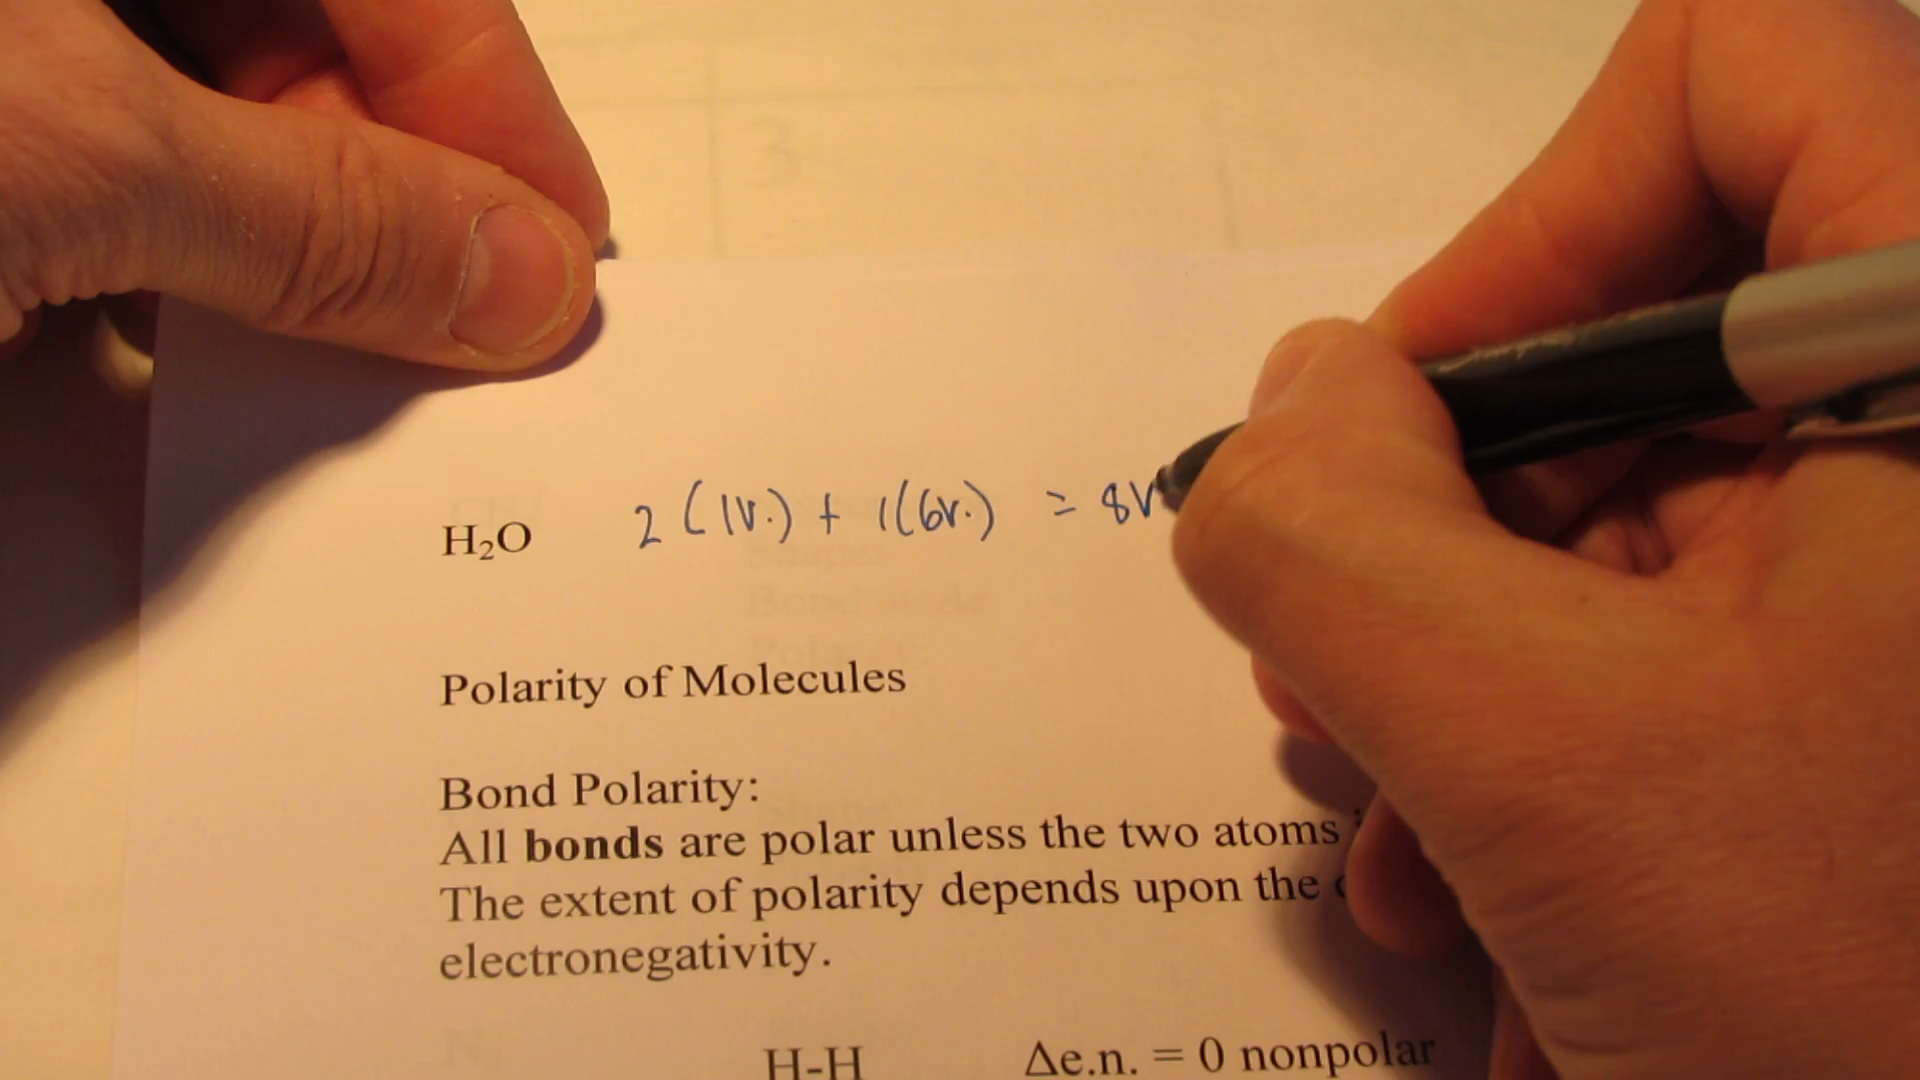 3
H₂O 2 (1v.) + 1(6v.) = 8v
Polarity of Molecules
Bond Polarity:
All bonds are polar unless the two atoms
The extent of polarity depends upon the
electronegativity.
H-H Δe.n. = 0 nonpolar